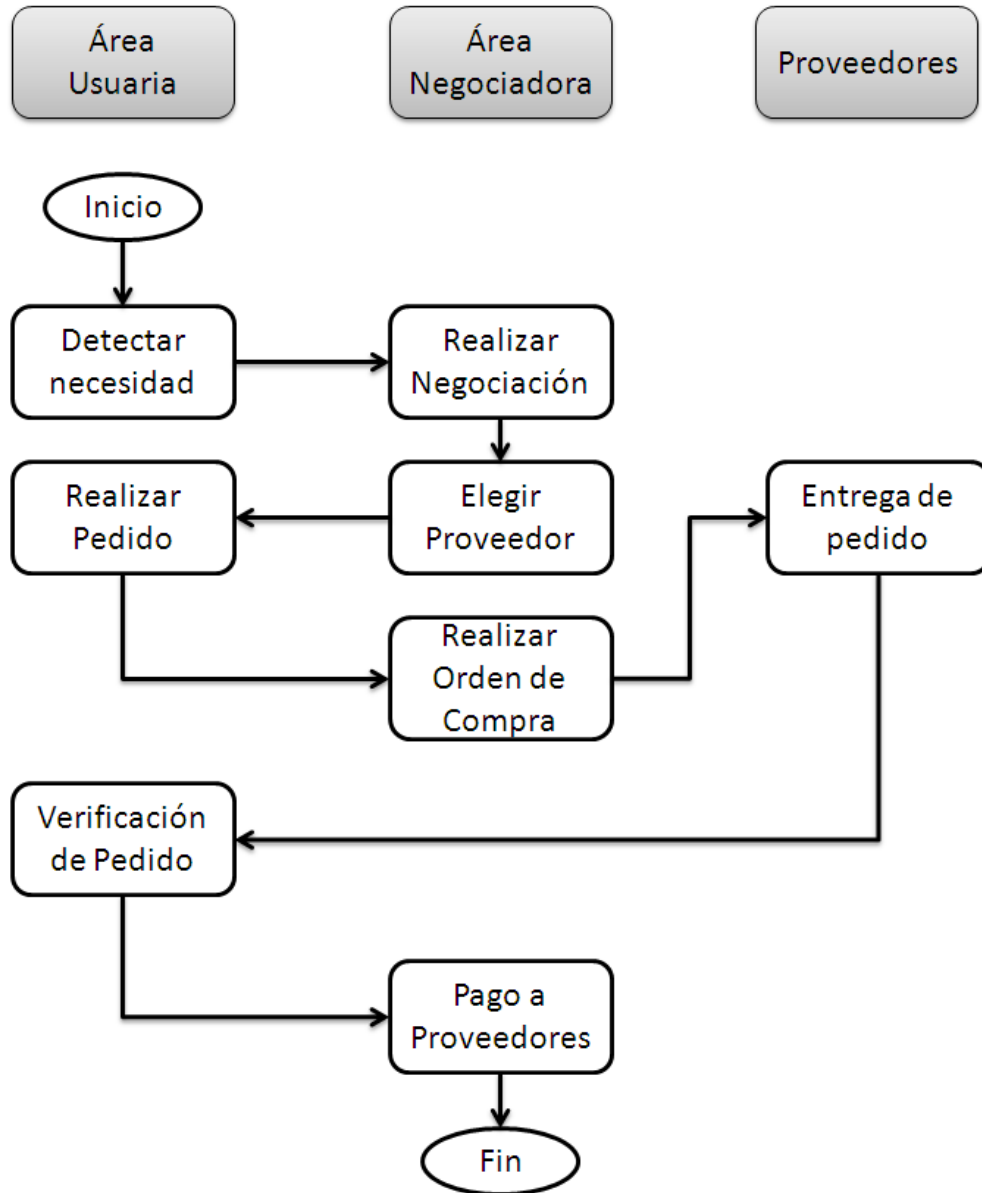 Área
Usuaria
Área
Negociadora
Proveedores
Inicio
Detectar
necesidad
Realizar
Negociación
Realizar
Pedido
Elegir
Proveedor
Entrega de
pedido
Realizar
Orden de
Compra
Verificación
de Pedido
Pago a
Proveedores
Fin